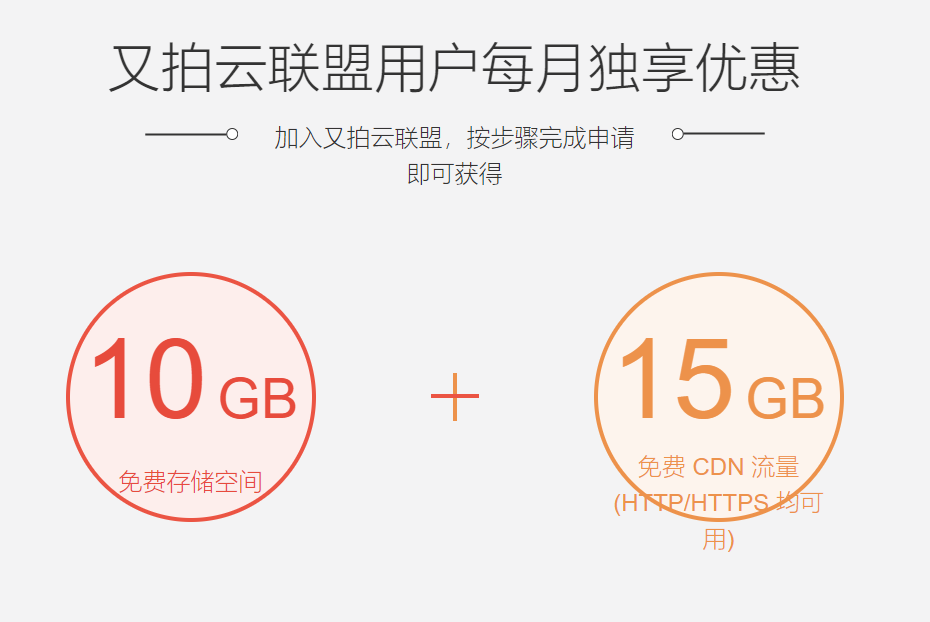 又拍云联盟用户每月独享优惠
加入又拍云联盟，按步骤完成申请
即可获得
10 GB
免费存储空间
15 GB
免费 CDN 流量
(HTTP/HTTPS 均可
用)